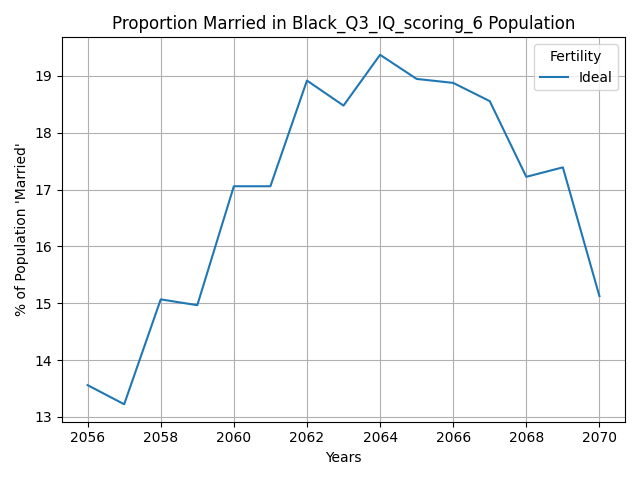 Proportion Married in Black_Q3_IQ_scoring_6 Population
Fertility
Ideal
% of Population 'Married'
19
18
17
16
15
14
13
2056 2058 2060 2062 2064 2066 2068 2070
Years